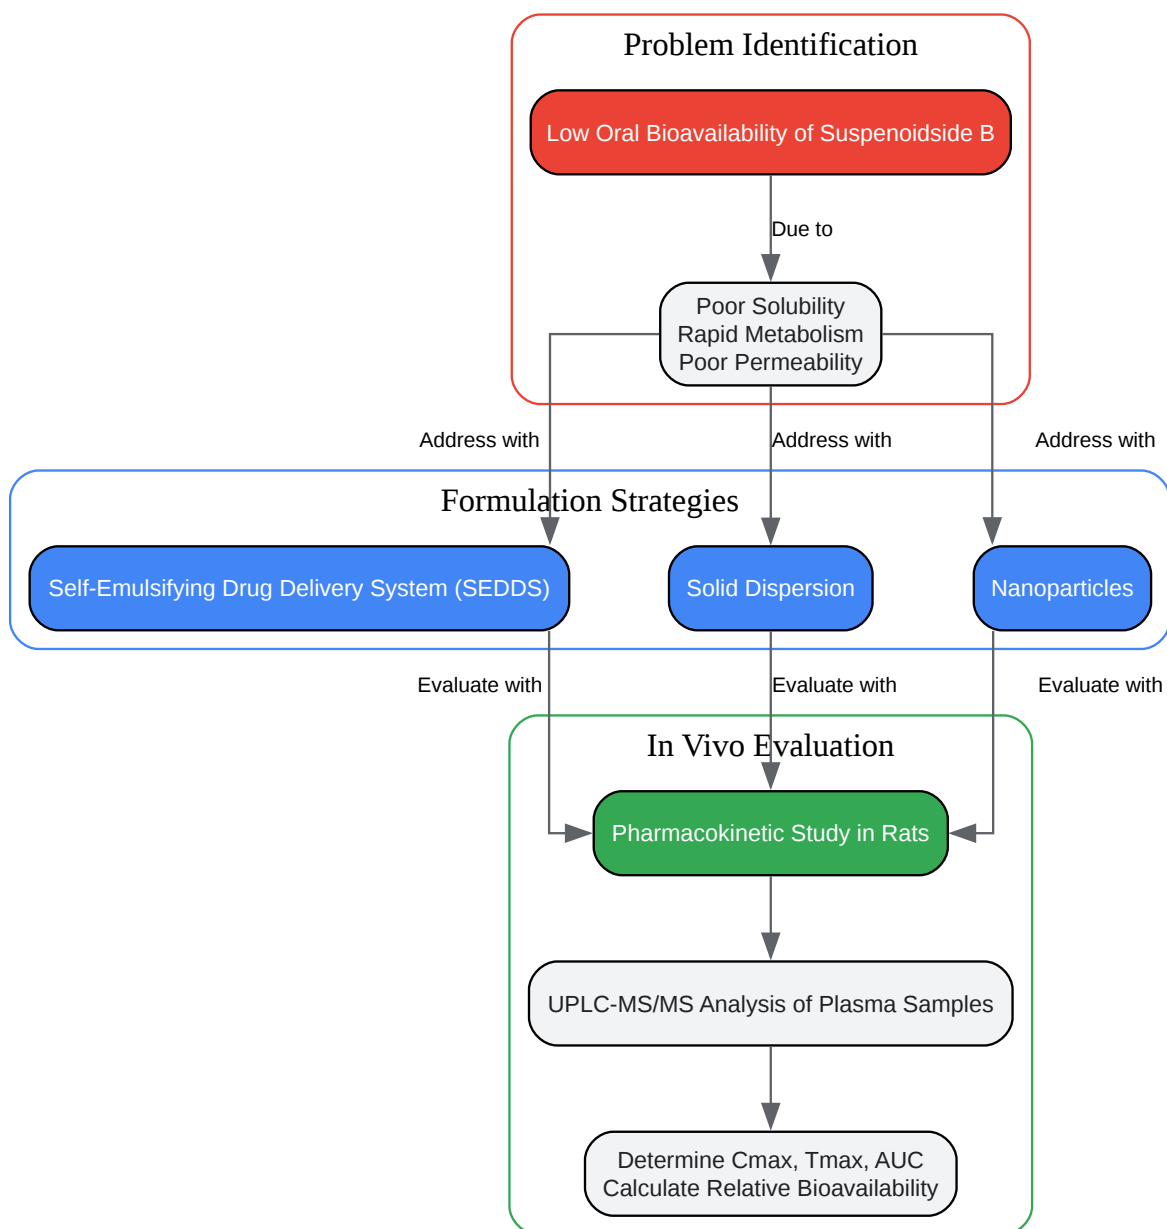 Problem Identification
Low Oral Bioavailability of Suspenoidside B
Due to
Poor Solubility
Rapid Metabolism
Poor Permeability
Address with
Address with
Address with
Formulation Strategies
Self-Emulsifying Drug Delivery System (SEDDS)
Solid Dispersion
Nanoparticles
Evaluate with
Evaluate with
Evaluate with
In Vivo Evaluation
Pharmacokinetic Study in Rats
UPLC-MS/MS Analysis of Plasma Samples
Determine Cmax, Tmax, AUC
Calculate Relative Bioavailability